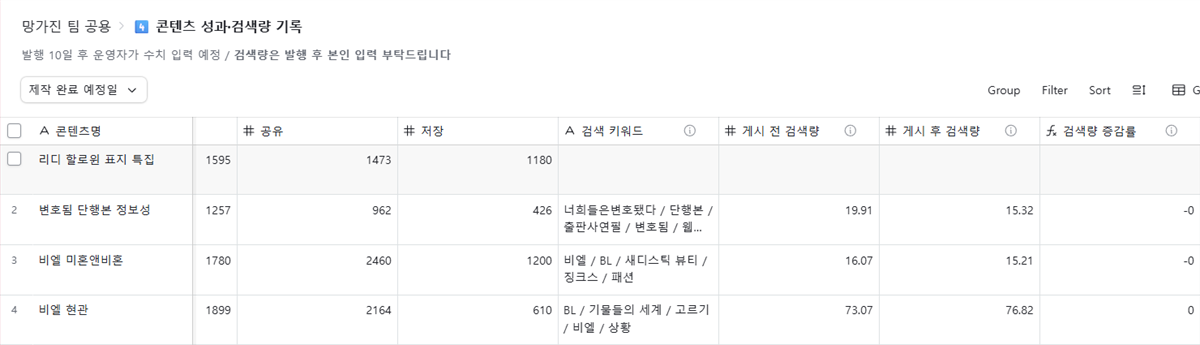 망가진 팀 공용 > 4 콘텐츠 성과·검색량 기록
발행 10일 후 운영자가 수치 입력 예정 / 검색량은 발행 후 본인 입력 부탁드립니다
제작 완료 예정일
Group Filter Sort G
A 콘텐츠명 # 공유 # 저장 A 검색 키워드 # 게시 전 검색량 # 게시 후 검색량 fx 검색량 증감률
리디 할로윈 표지 특집 1595 1473 1180
2 변호됨 단행본 정보성 1257 962 426 너희들은변호됐다 / 단행본 / 19.91 15.32 -0
출판사연필 / 변호됨 / 웹...
3 비엘 미혼앤비혼 1780 2460 1200 비엘 / BL / 새디스틱 뷰티 / 16.07 15.21 -0
징크스 / 패션
4 비엘 현관 1899 2164 610 BL / 기물들의 세계 / 고르기 73.07 76.82 0
/ 비엘 / 상황